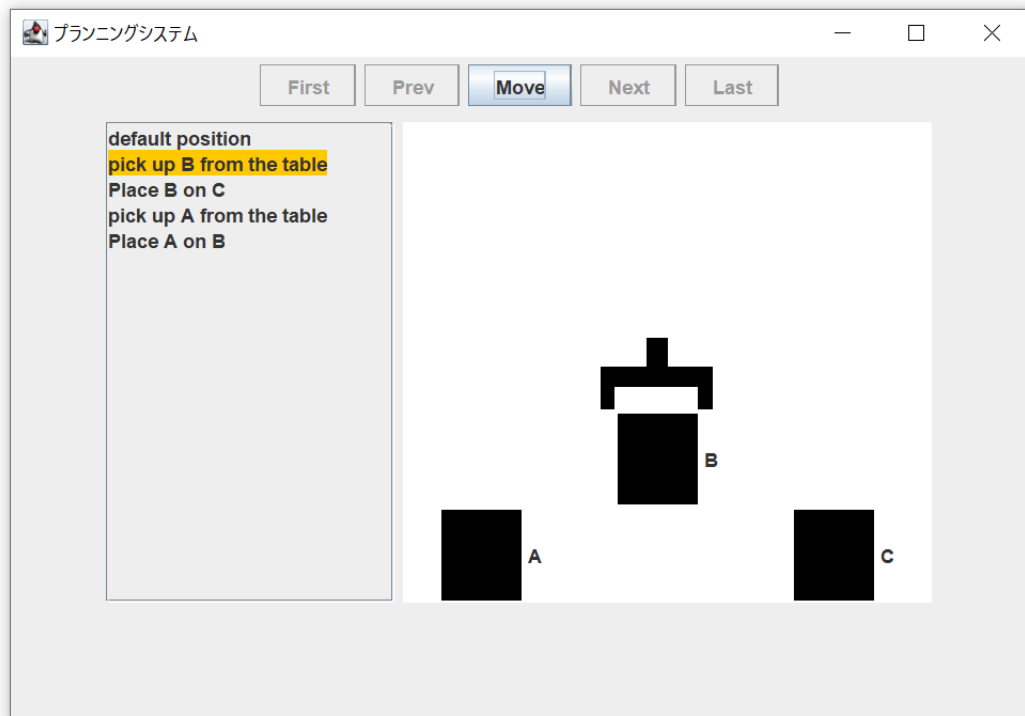 プランニングシステム
First Prev Move Next Last
default position
pick up B from the table
Place B on C
pick up A from the table
Place A on B
B
A
C